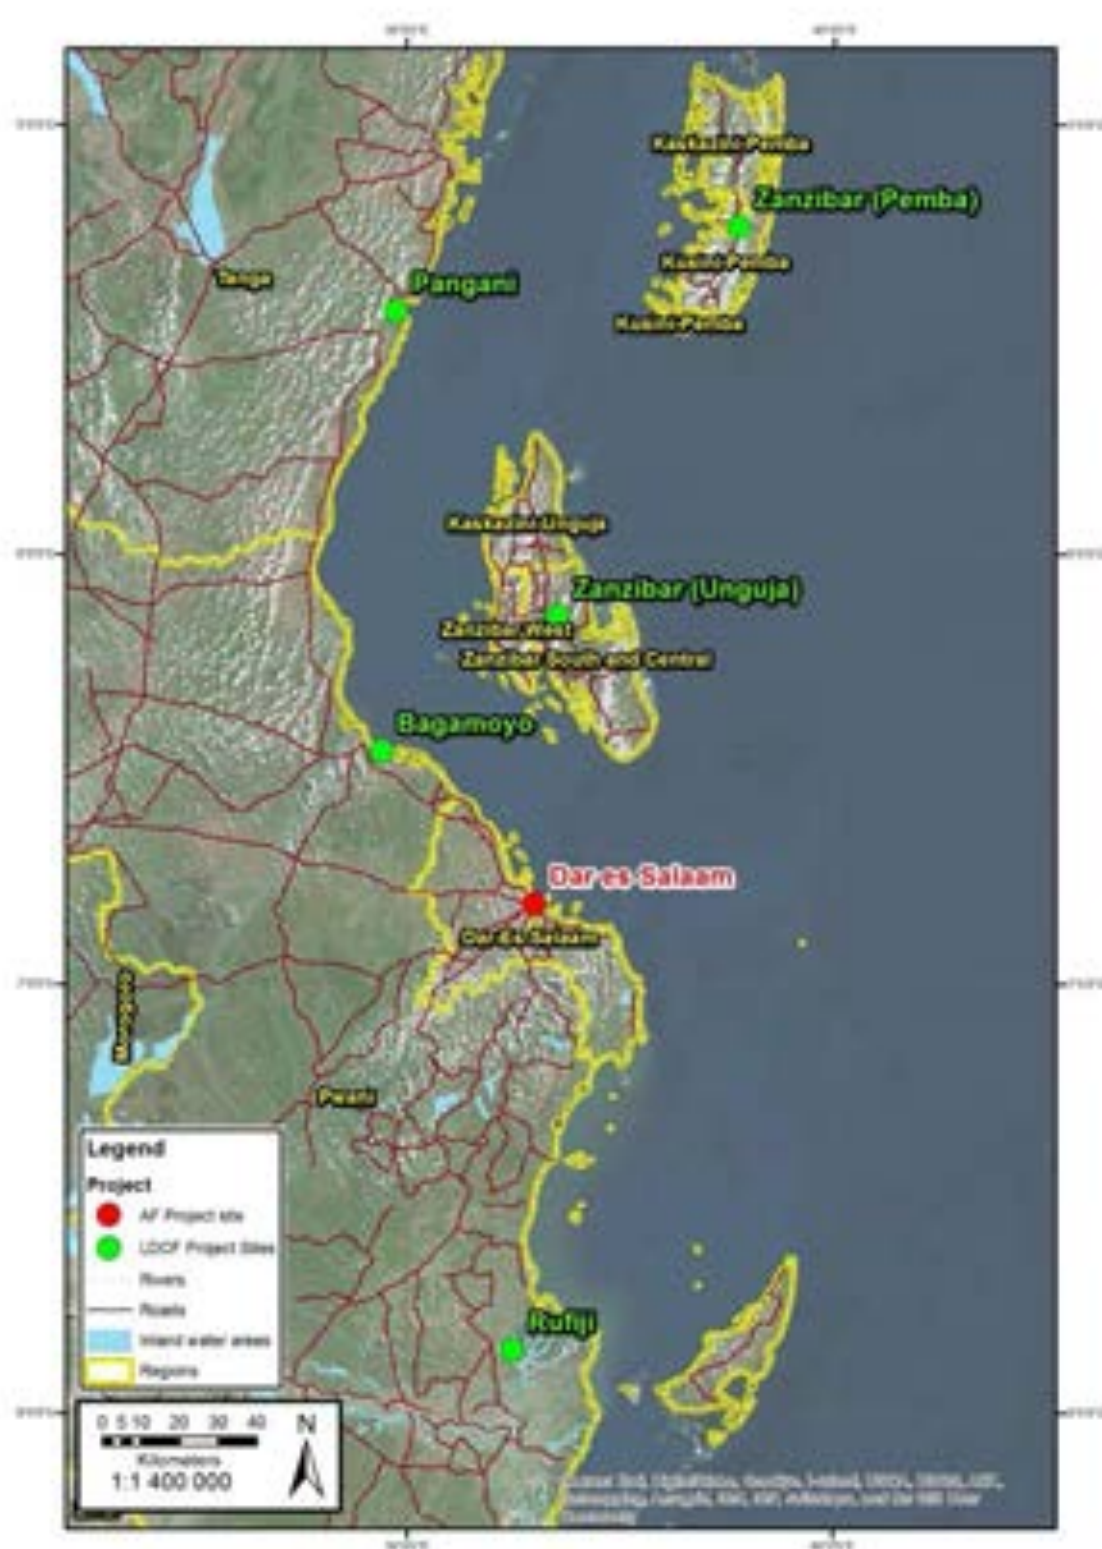 Kaskazini-Pemba
Zanzibar (Pemba)
Kusini-Pemba
Tanga
Pangani
Kusini-Pemba
Kaskazini-Unguja
Zanzibar (Unguja)
Zanzibar West
Zanzibar South and Central
Bagamoyo
Dar es Salaam
Dar-Es-Salaam
Morogoro
Pwani
Legend
Project
AF Project site
LDCF Project Sites
Rivers
Roads
Inland water areas
Regions
Rufiji
0 5 10 20 30 40
N
Kilometers
1:1 400 000